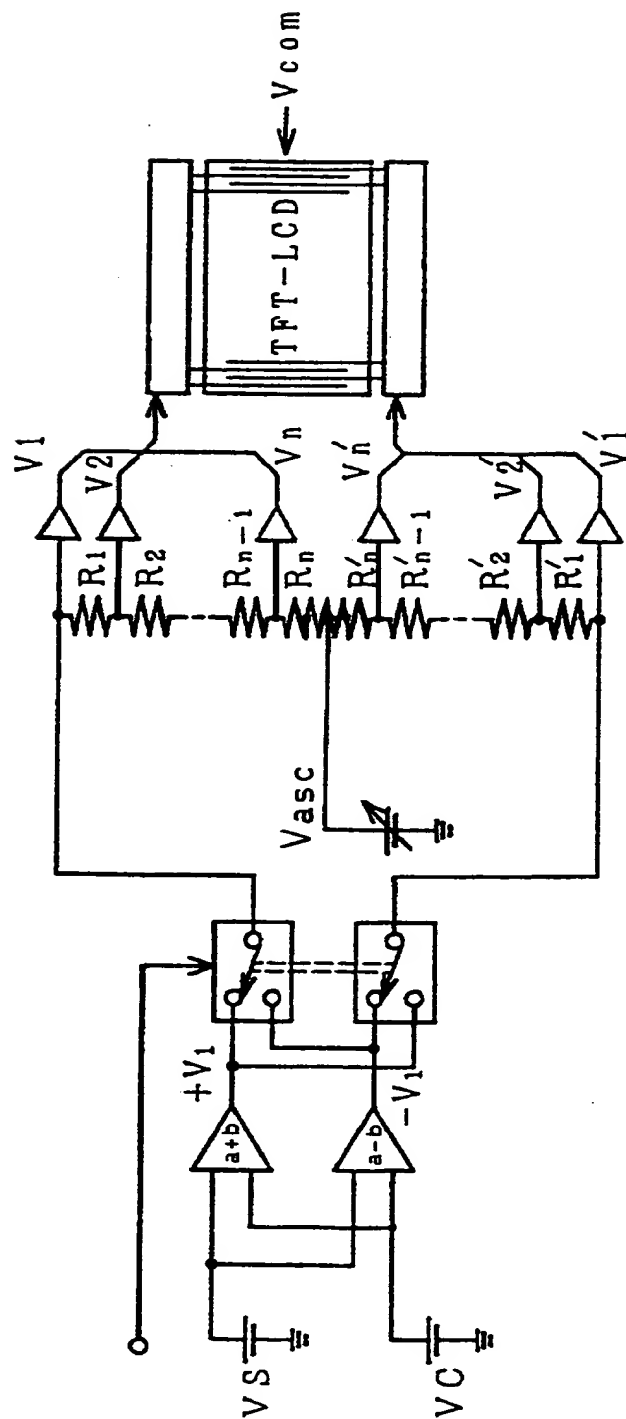 VS
VC
a+b
a-b
+V1
-V1
Vasc
R1
R2
Rn-1
Rn
R'n
R'n-1
R'2
R'1
V1
V2
Vn
V'n
V'2
V'1
TFT-LCD
Vcom